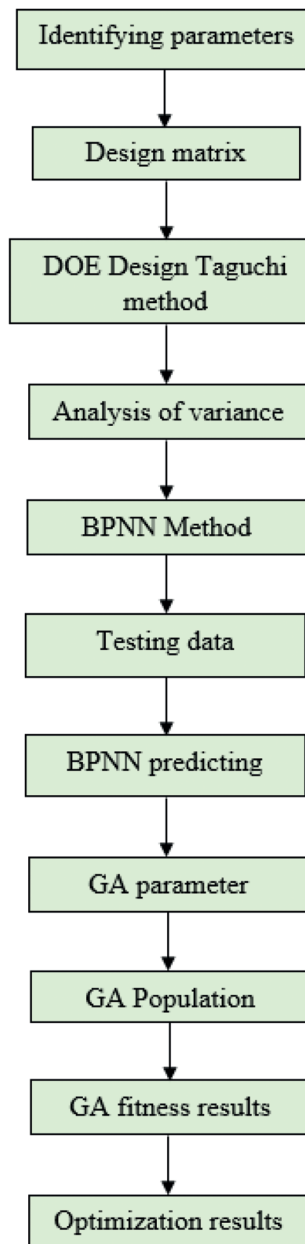 Identifying parameters
Design matrix
DOE Design Taguchi
method
Analysis of variance
BPNN Method
Testing data
BPNN predicting
GA parameter
GA Population
GA fitness results
Optimization results